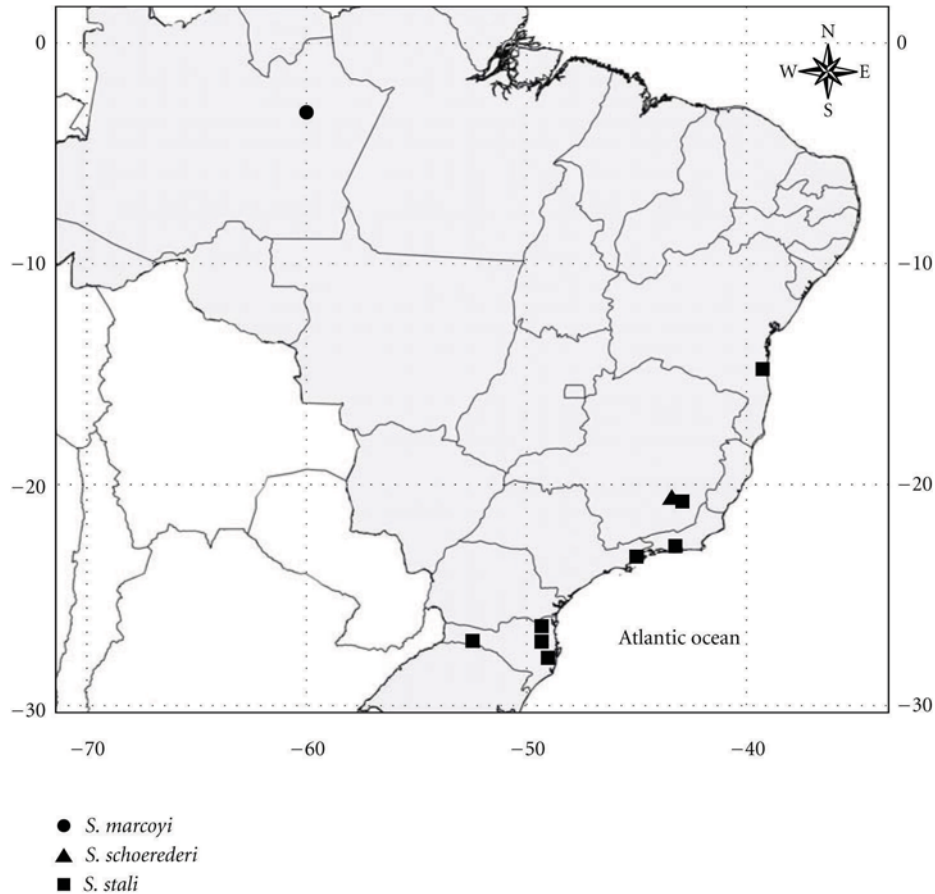 N
0
0
W
E
S
−10
−10
−20
−20
Atlantic ocean
−30
−30
−70
−60
−50
−40
S. marcoyi
S. schoerederi
S. stali